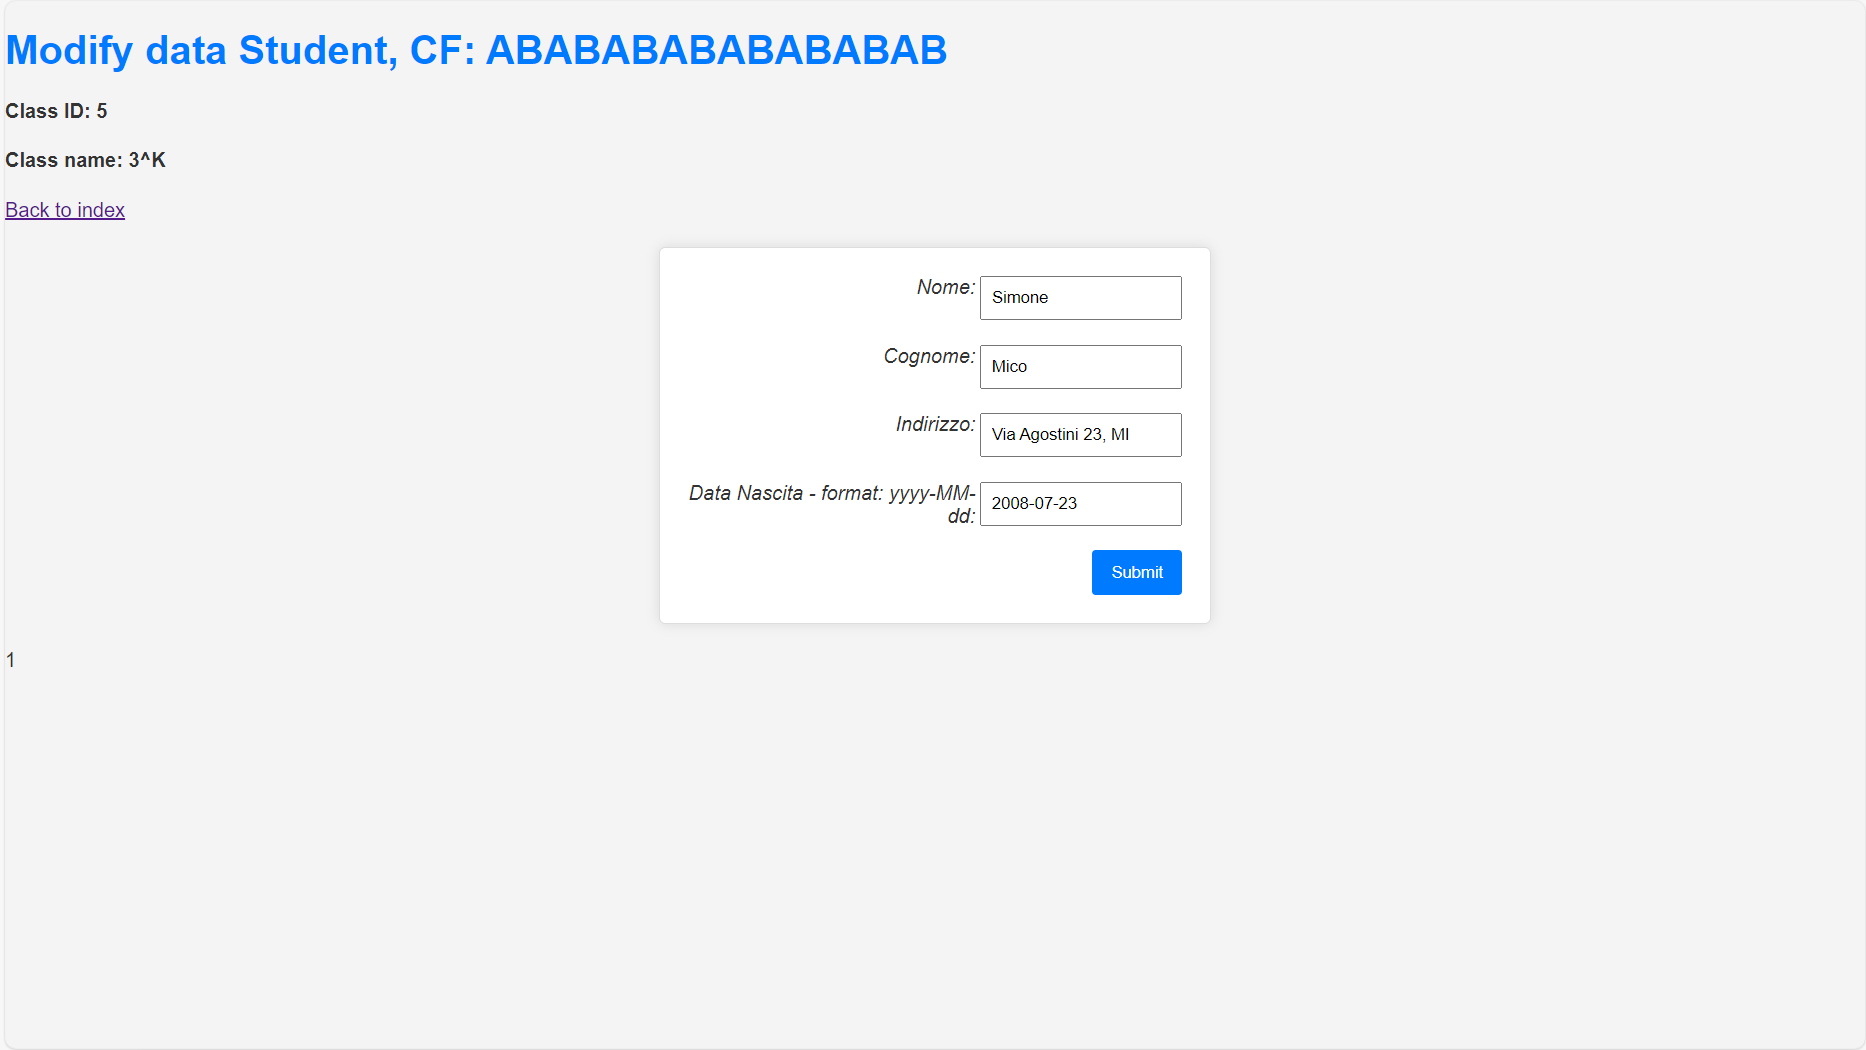 Modify data Student, CF: ABABABABABABABAB
Class ID: 5
Class name: 3^K
Back to index
Nome: Simone
Cognome: Mico
Indirizzo: Via Agostini 23, MI
Data Nascita - format: yyyy-MM-
dd: 2008-07-23
Submit
1